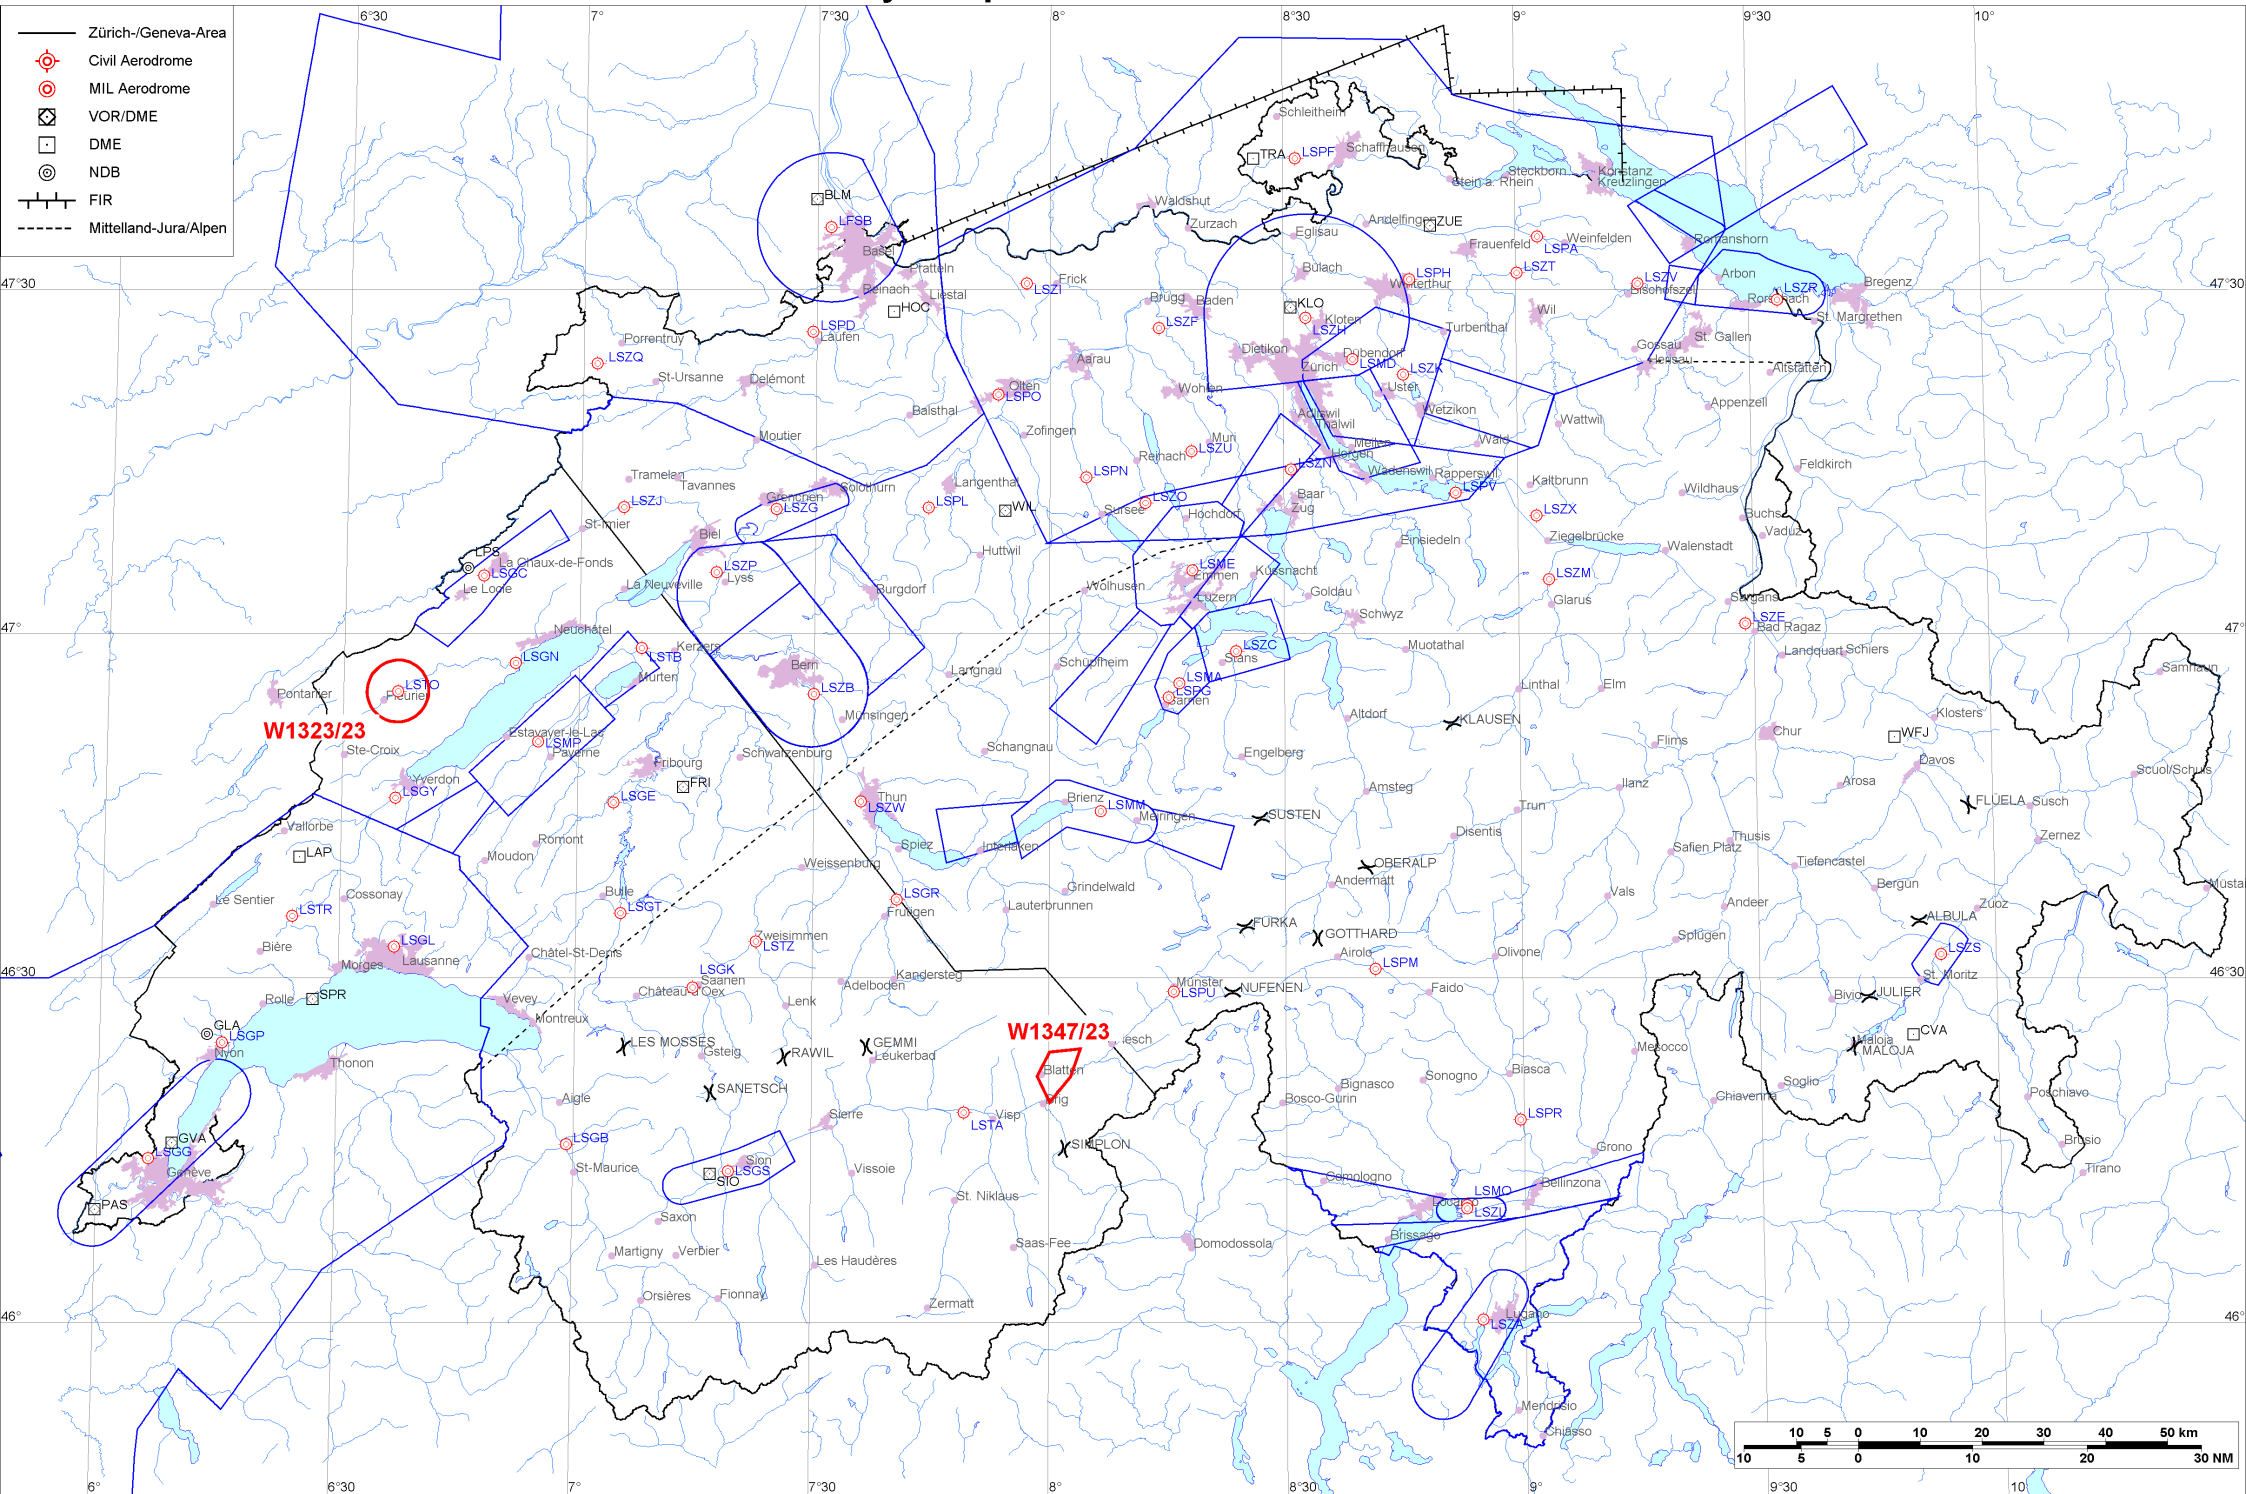 6°30
7°
7°30
8°
8°30
9°
9°30
10°
Zürich-/Geneva-Area
Civil Aerodrome
MIL Aerodrome
VOR/DME
DME
NDB
FIR
Mittelland-Jura/Alpen
Schleitheim
TRA
LSPF
Schaffhausen
Stein a. Rhein
Steckborn
Konstanz
Kreuzlingen
BLM
LFSB
Basel
Waldshut
Zurzach
Eglisau
Andelfingen
ZUE
Frauenfeld
LSPA
Weinfelden
Romanshorn
Pratteln
Reinach
Liestal
HOC
LSZI
Frick
Bülach
LSPH
Winterthur
LSZT
LSZV
Bischofszell
Arbon
LSZR
Rorschach
Bregenz
47°30
47°30
St. Margrethen
Brugg
Baden
LSZF
KLO
Kloten
LSZH
Turbenthal
Wil
St. Gallen
Gossau
Herisau
Altstätten
Porrentruy
LSZQ
LSPD
Laufen
St-Ursanne
Delémont
Aarau
Olten
LSPO
Balsthal
Wohlen
Dietikon
Zürich
Dübendorf
LSMD
LSZK
Uster
Wetzikon
Appenzell
Wattwil
Moutier
Zofingen
Adliswil
Thalwil
Meilen
Horgen
Wald
Muri
LSZU
Reinach
LSPN
LSZN
Wädenswil
Rapperswil
LSPV
Kaltbrunn
Feldkirch
Wildhaus
Tramelan
Tavannes
LSZJ
Grenchen
LSZG
Solothurn
Langenthal
LSPL
WIL
Sursee
LSZO
Hochdorf
Baar
Zug
LSZX
Buchs
Vaduz
St-Imier
Biel
Huttwil
Einsiedeln
Ziegelbrücke
Walenstadt
LPS
La Chaux-de-Fonds
LSGC
Le Locle
LSZP
Lyss
La Neuveville
Burgdorf
Wolhusen
LSME
Emmen
Luzern
Küssnacht
Goldau
Schwyz
LSZM
Glarus
Sargans
LSZE
Bad Ragaz
47°
47°
Neuchâtel
LSGN
LSTB
Kerzers
Murten
Bern
LSZB
Münsingen
Langnau
Schüpfheim
LSZC
Stans
LSMA
LSPG
Sarnen
Muotathal
Landquart
Schiers
Samnaun
Pontarlier
LSTO
Fleurier
W1323/23
Ste-Croix
Estavayer-le-Lac
LSMP
Payerne
Fribourg
FRI
Schwarzenburg
Schangnau
Engelberg
Altdorf
KLAUSEN
Linthal
Elm
Flims
Chur
Klosters
WFJ
Davos
Arosa
Scuol/Schuls
Yverdon
LSGY
LSGE
Thun
LSZW
Brienz
LSMM
Meiringen
SUSTEN
Amsteg
Trun
Ilanz
FLÜELA
Susch
Vallorbe
LAP
Moudon
Romont
Weissenburg
Spiez
Interlaken
OBERALP
Disentis
Safien Platz
Thusis
Tiefencastel
Zernez
Le Sentier
Cossonay
LSTR
Bulle
LSGT
LSGR
Frutigen
Lauterbrunnen
Grindelwald
Andermatt
Vals
Andeer
Bergün
Zuoz
Bière
LSGL
Lausanne
Morges
Châtel-St-Denis
Zweisimmen
LSTZ
FURKA
GOTTHARD
Airolo
Olivone
Splügen
ALBULA
LSZS
St. Moritz
46°30
46°30
Rolle
SPR
Vevey
Montreux
Château-d'Oex
LSGK
Saanen
Lenk
Adelboden
Kandersteg
Münster
LSPU
NUFENEN
LSPM
Faido
Bivio
JULIER
GLA
LSGP
Nyon
Thonon
LES MOSSES
Gsteig
RAWIL
GEMMI
Leukerbad
W1347/23
Blatten
Brig
Mesocco
Maloja
MALOJA
CVA
SANETSCH
Aigle
Sierre
LSTA
Visp
Bignasco
Sonogno
Biasca
Bosco-Gurin
Chiavenna
Soglio
Poschiavo
LSPR
GVA
LSGG
Genève
PAS
LSGB
St-Maurice
Sion
LSGS
SIO
Vissoie
SIMPLON
Grono
Brusio
Tirano
Saxon
St. Niklaus
Comologno
Locarno
LSMO
LSZL
Bellinzona
Martigny
Verbier
Les Haudères
Saas-Fee
Domodossola
Brissago
Orsières
Fionnay
Zermatt
46°
46°
Lugano
LSZA
Mendrisio
Chiasso
10 5 0 10 20 30 40 50 km
10 5 0 10 20 30 NM
6°
6°30
7°
7°30
8°
8°30
9°
9°30